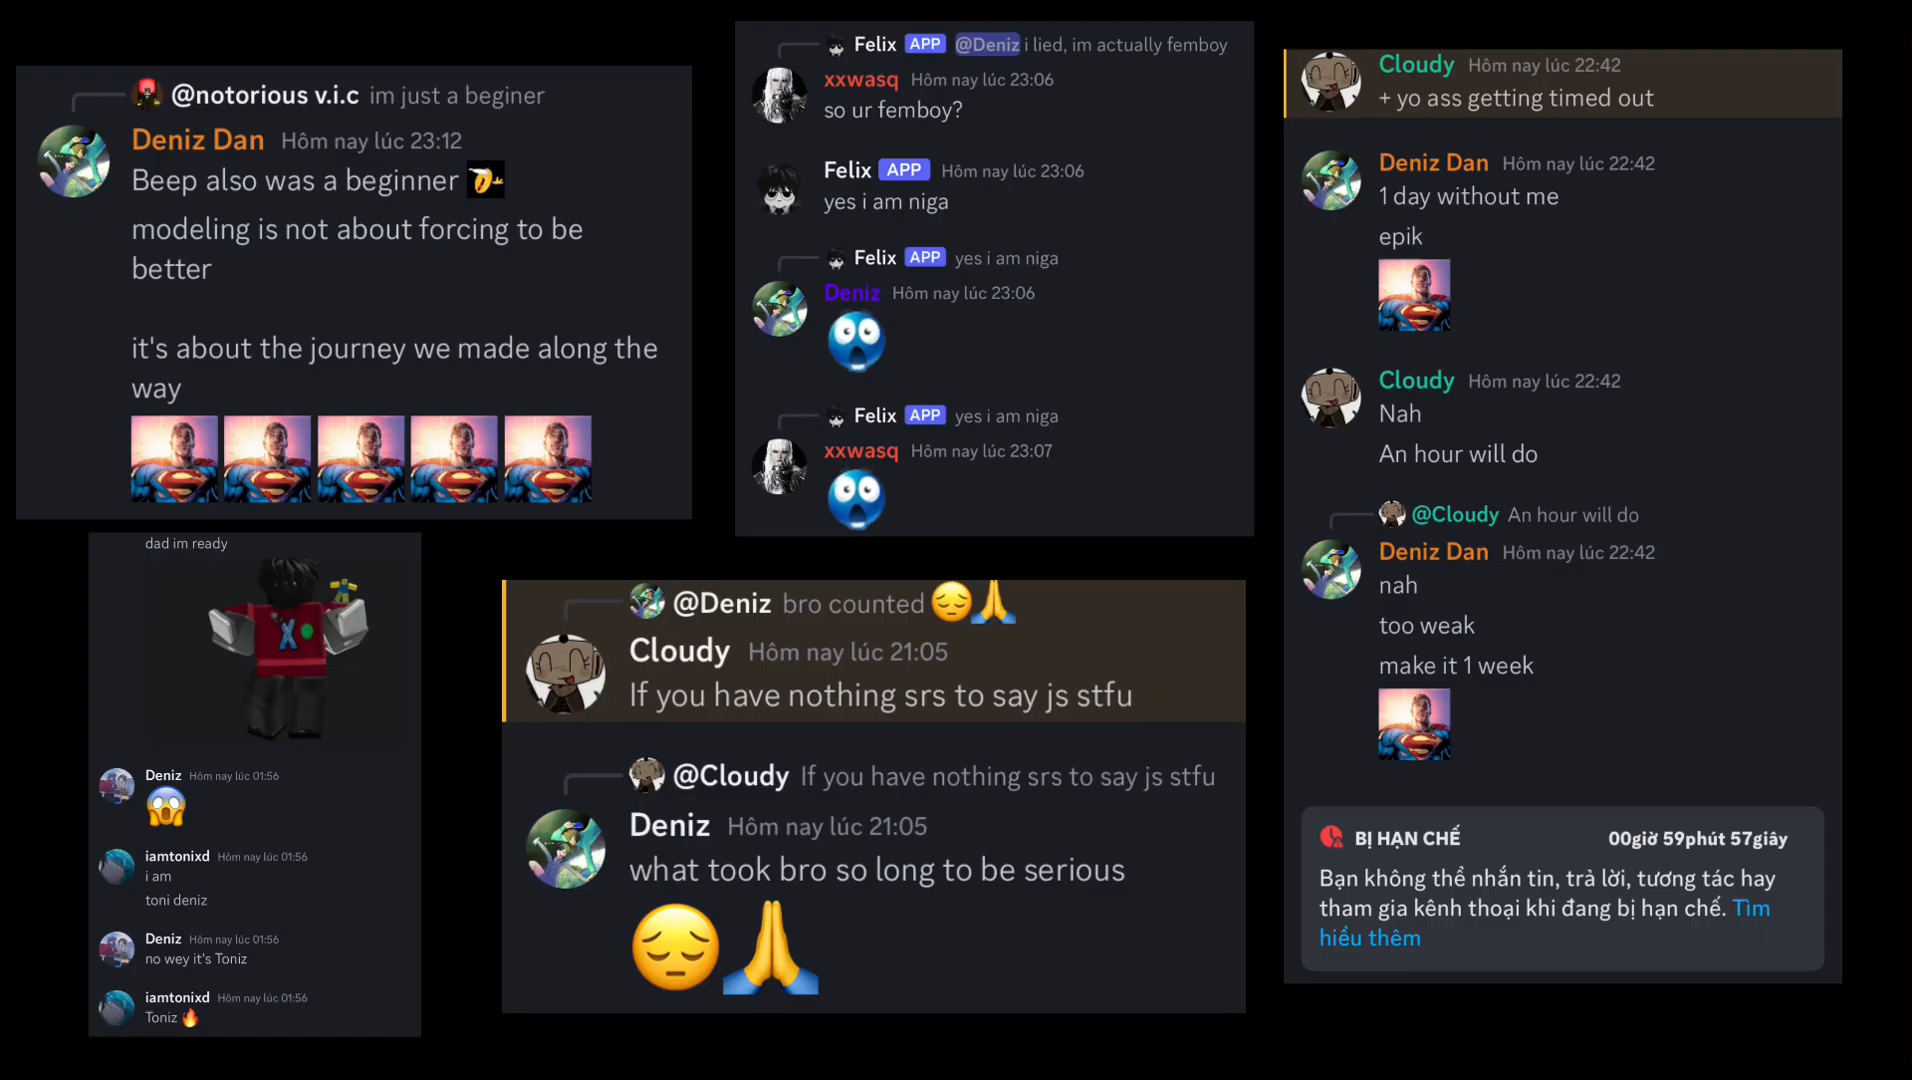 @notorious v.i.c im just a beginer
Deniz Dan Hôm nay lúc 23:12
Beep also was a beginner
modeling is not about forcing to be
better
it's about the journey we made along the
way
dad im ready
X
Deniz Hôm nay lúc 01:56
iamtonixd Hôm nay lúc 01:56
i am
toni deniz
Deniz Hôm nay lúc 01:56
no wey it's Toniz
iamtonixd Hôm nay lúc 01:56
Toniz 🔥
Felix APP @Deniz i lied, im actually femboy
xxwasq Hôm nay lúc 23:06
so ur femboy?
Felix APP Hôm nay lúc 23:06
yes i am niga
Felix APP yes i am niga
Deniz Hôm nay lúc 23:06
Felix APP yes i am niga
xxwasq Hôm nay lúc 23:07
@Deniz bro counted 😔🙏
Cloudy Hôm nay lúc 21:05
If you have nothing srs to say js stfu
@Cloudy If you have nothing srs to say js stfu
Deniz Hôm nay lúc 21:05
what took bro so long to be serious
😔🙏
Cloudy Hôm nay lúc 22:42
+ yo ass getting timed out
Deniz Dan Hôm nay lúc 22:42
1 day without me
epik
Cloudy Hôm nay lúc 22:42
Nah
An hour will do
@Cloudy An hour will do
Deniz Dan Hôm nay lúc 22:42
nah
too weak
make it 1 week
BỊ HẠN CHẾ 00giờ 59phút 57giây
Bạn không thể nhắn tin, trả lời, tương tác hay
tham gia kênh thoại khi đang bị hạn chế. Tìm
hiểu thêm